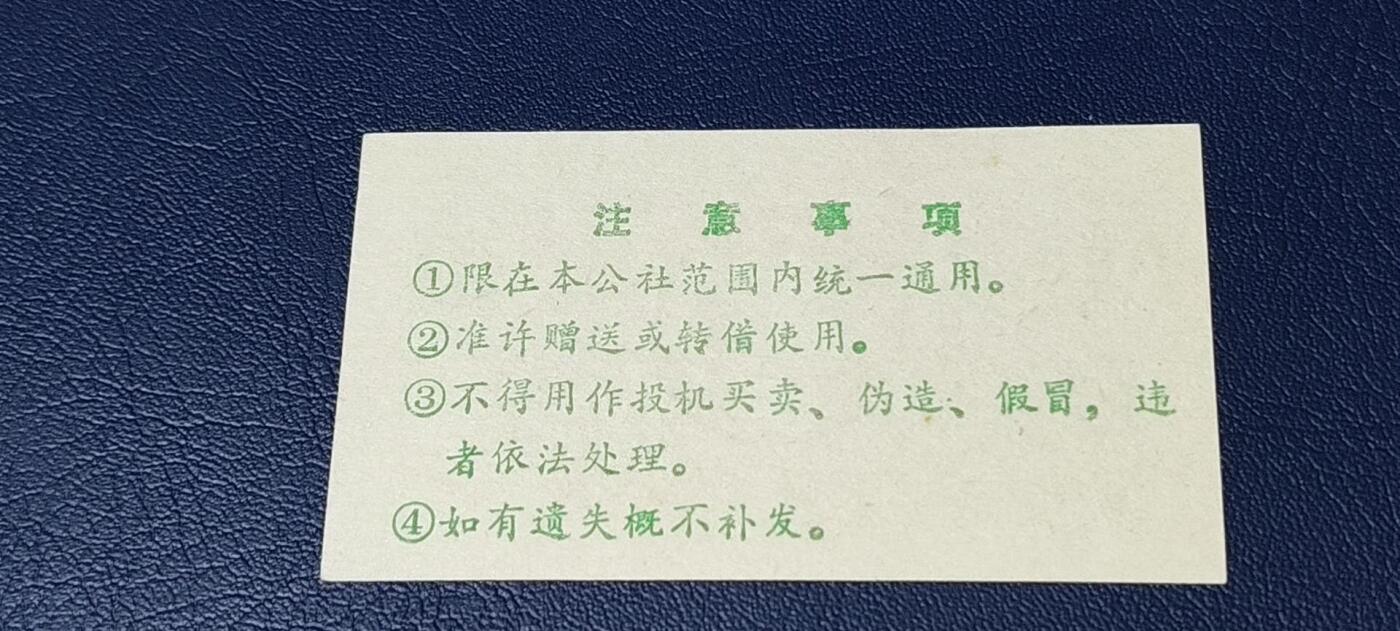 注意事项
①限在本公社范围内统一通用。
②准许赠送或转借使用。
③不得用作投机买卖、伪造、假冒，违
者依法处理。
④如有遗失概不补发。